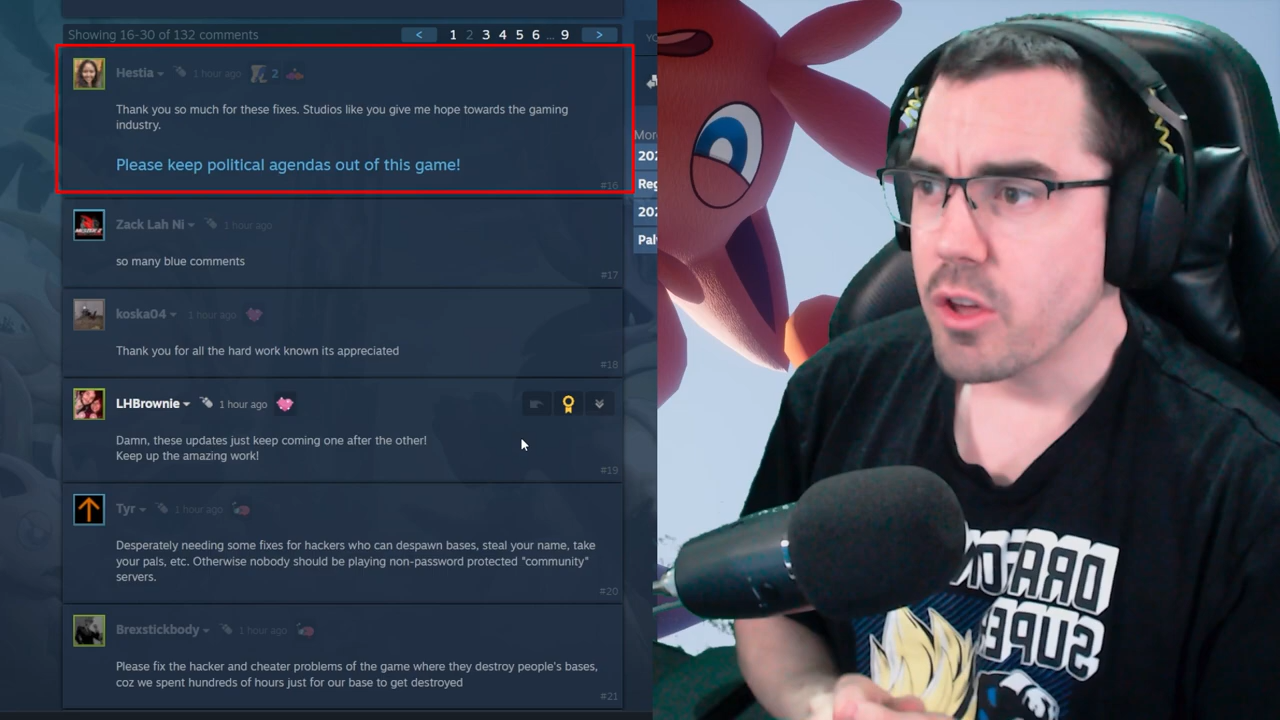 Showing 16-30 of 132 comments
< 1 2 3 4 5 6 ... 9 >
YO
Hestia 1 hour ago 2
Thank you so much for these fixes. Studios like you give me hope towards the gaming
industry.
Please keep political agendas out of this game!
#16
More
202
Reg
202
Pal
Zack Lah Ni 1 hour ago
so many blue comments
#17
koska04 1 hour ago
Thank you for all the hard work known its appreciated
#18
LHBrownie 1 hour ago
Damn, these updates just keep coming one after the other!
Keep up the amazing work!
#19
Tyr 1 hour ago
Desperately needing some fixes for hackers who can despawn bases, steal your name, take
your pals, etc. Otherwise nobody should be playing non-password protected "community"
servers.
#20
Brexstickbody 1 hour ago
Please fix the hacker and cheater problems of the game where they destroy people's bases,
coz we spent hundreds of hours just for our base to get destroyed
#21
DRAGON
SUPE